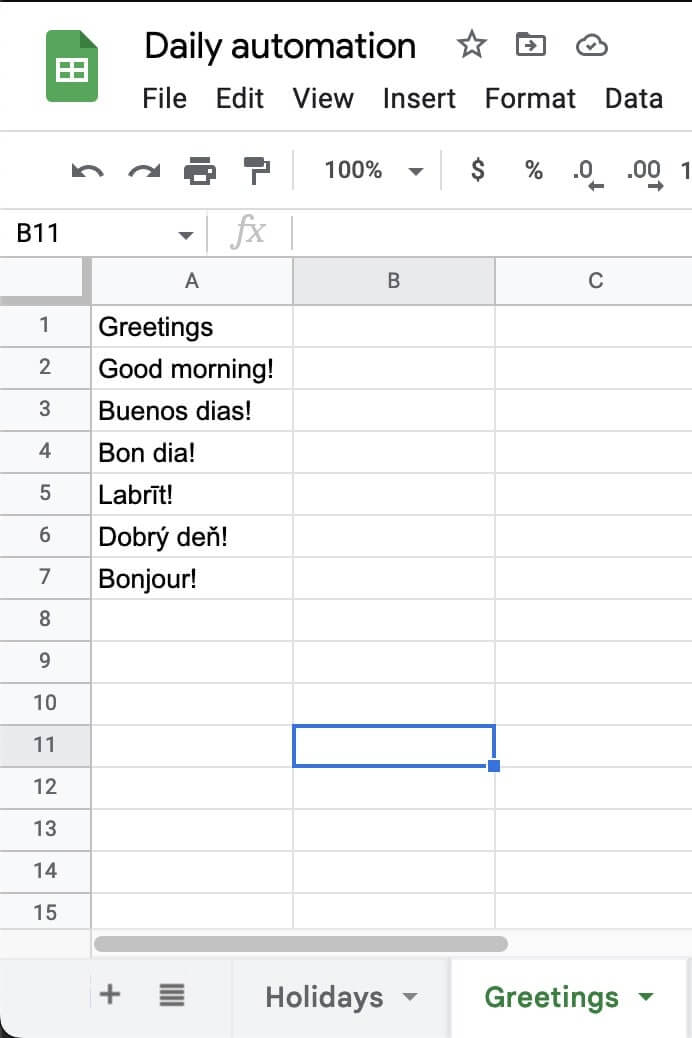 Daily automation
File Edit View Insert Format Data
100% $ % .0 .00 1
B11 fx
A B C
1 Greetings
2 Good morning!
3 Buenos dias!
4 Bon dia!
5 Labrīt!
6 Dobrý deň!
7 Bonjour!
8
9
10
11
12
13
14
15
+ Holidays Greetings